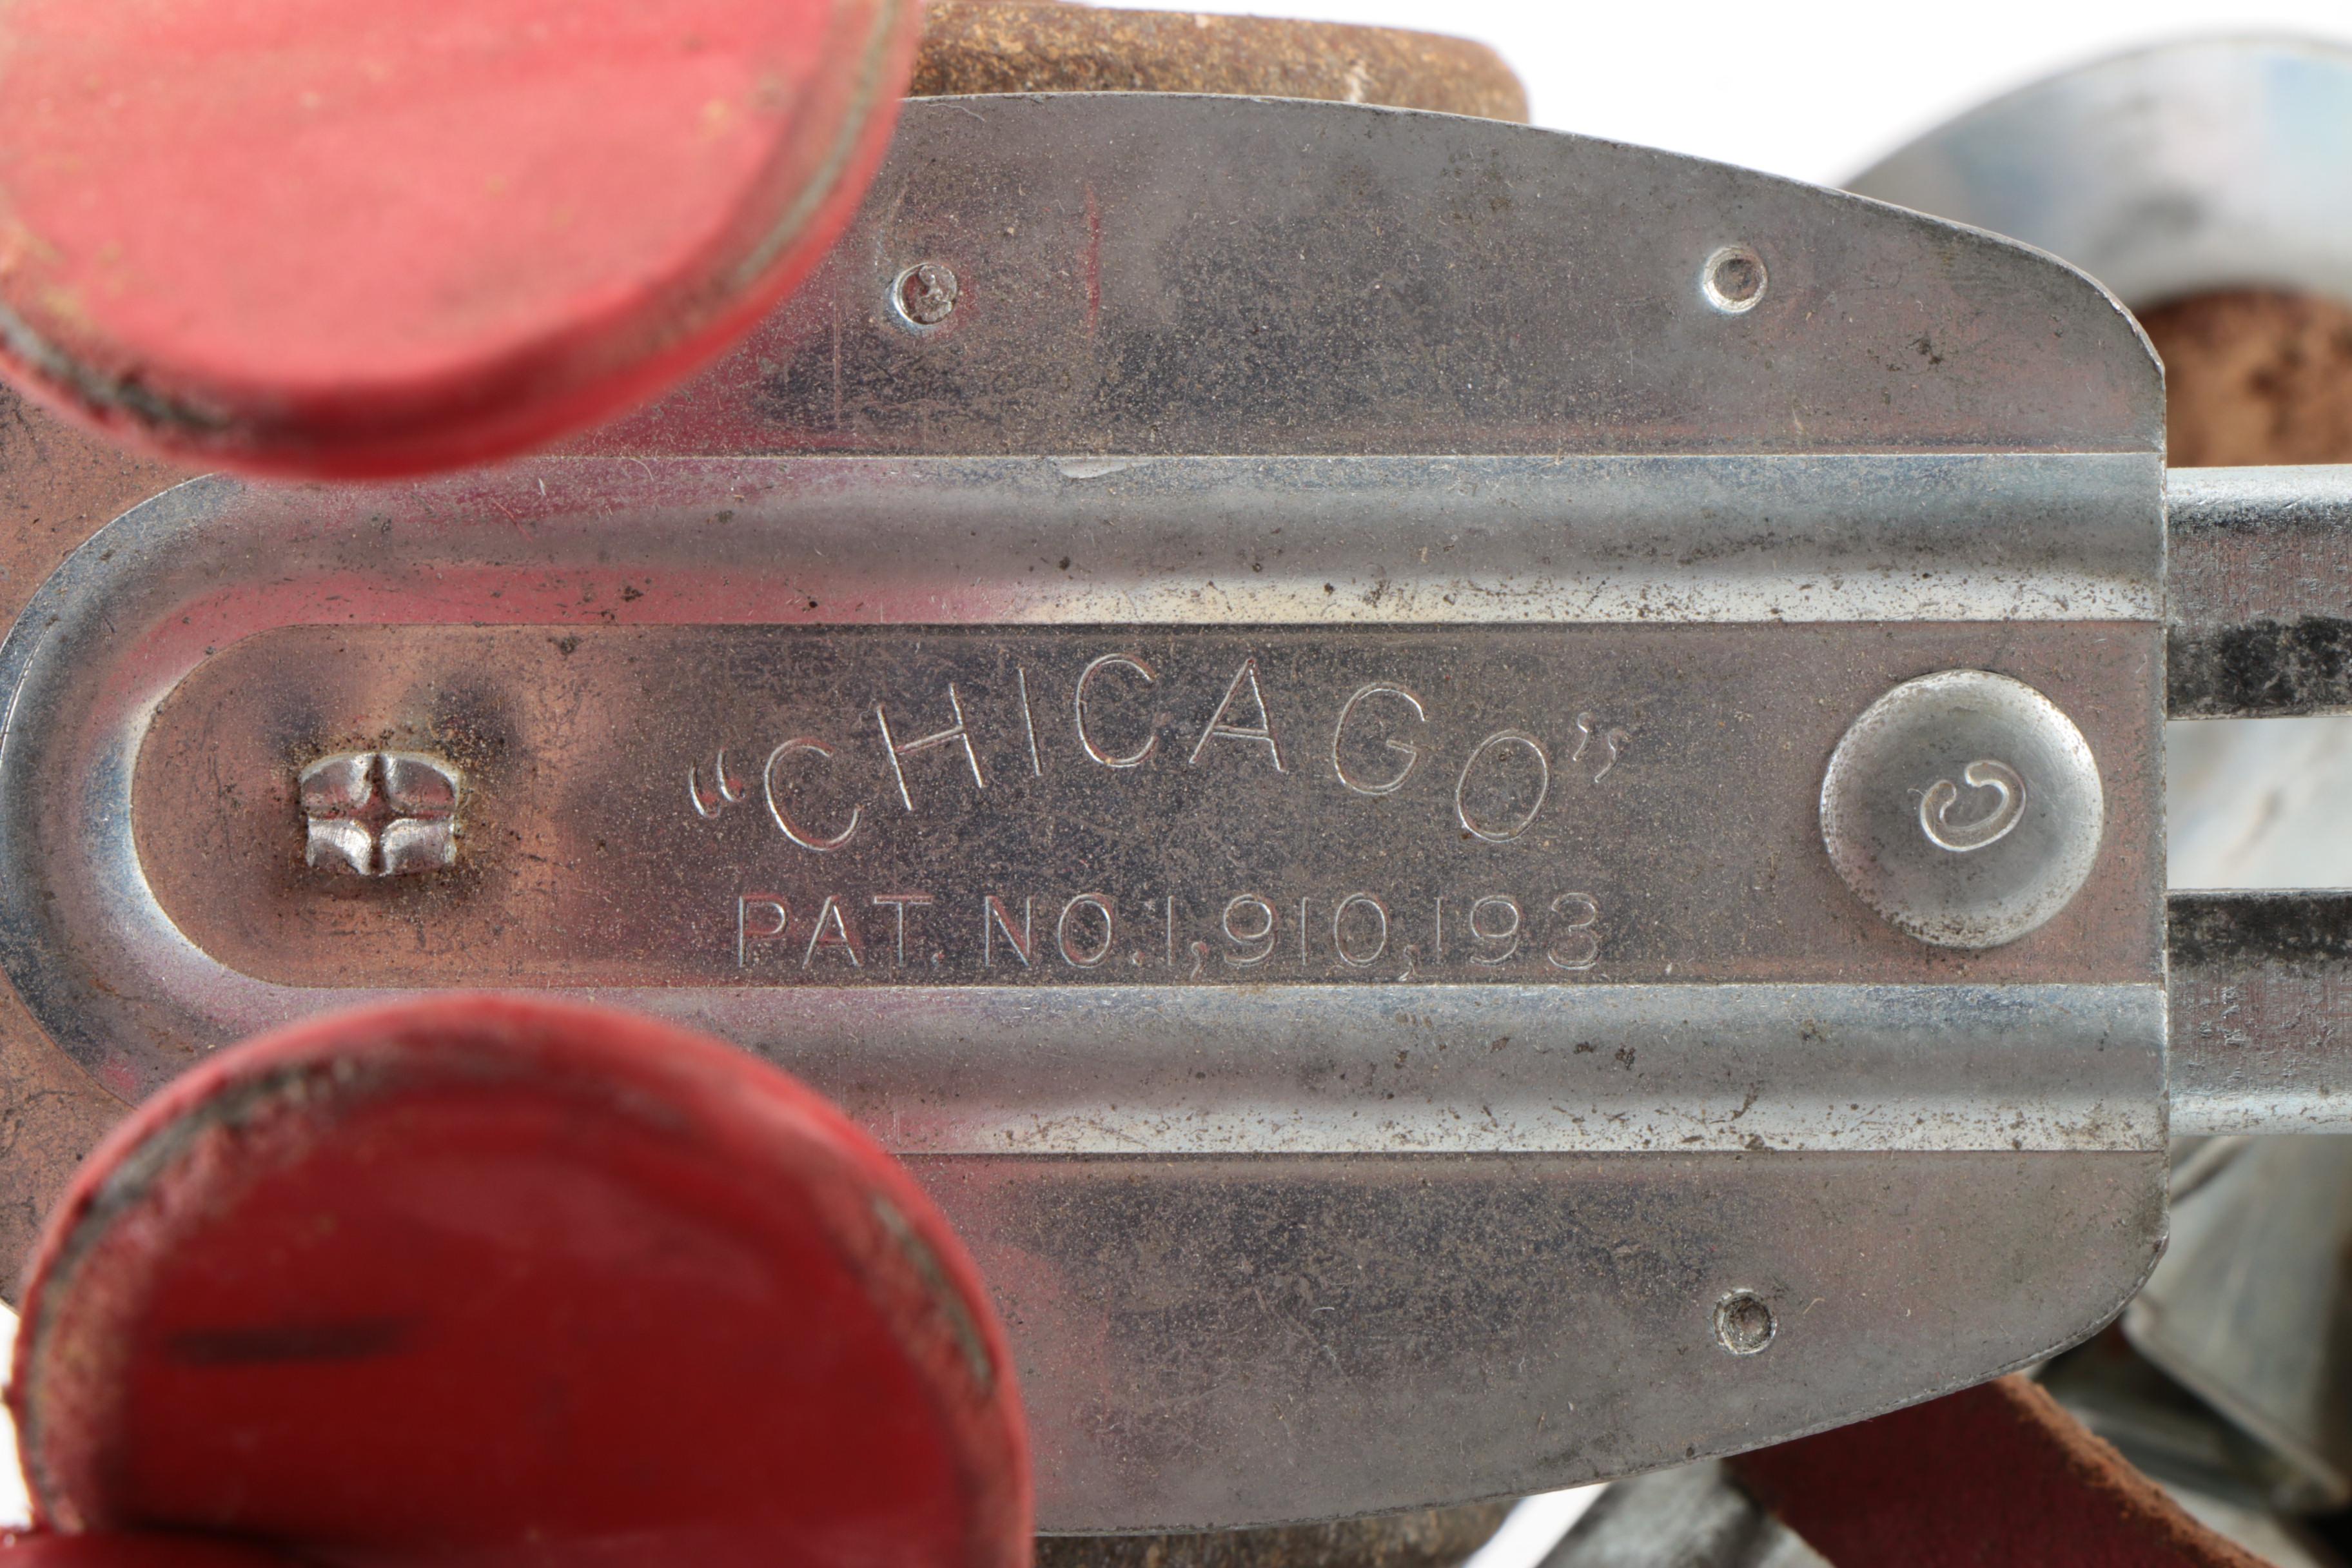 “CHICAGO”
PAT. NO. 1,910,193
C